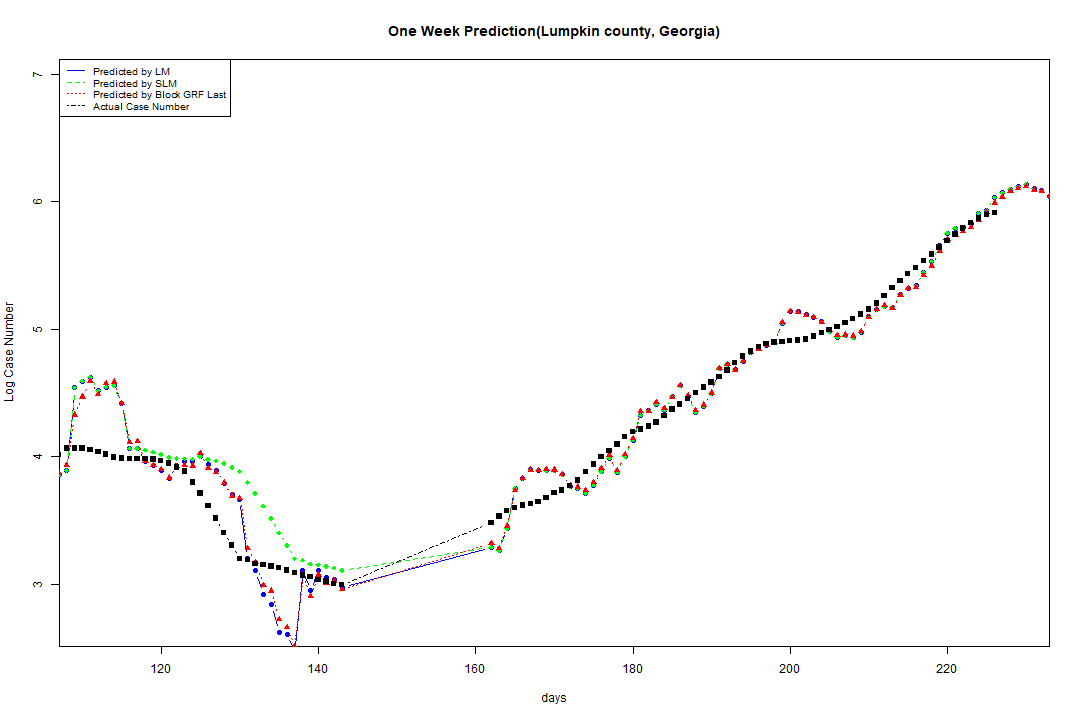 One Week Prediction(Lumpkin county, Georgia)
Predicted by LM
Predicted by SLM
Predicted by Block GRF Last
Actual Case Number
Log Case Number
7
6
5
4
3
120 140 160 180 200 220
days